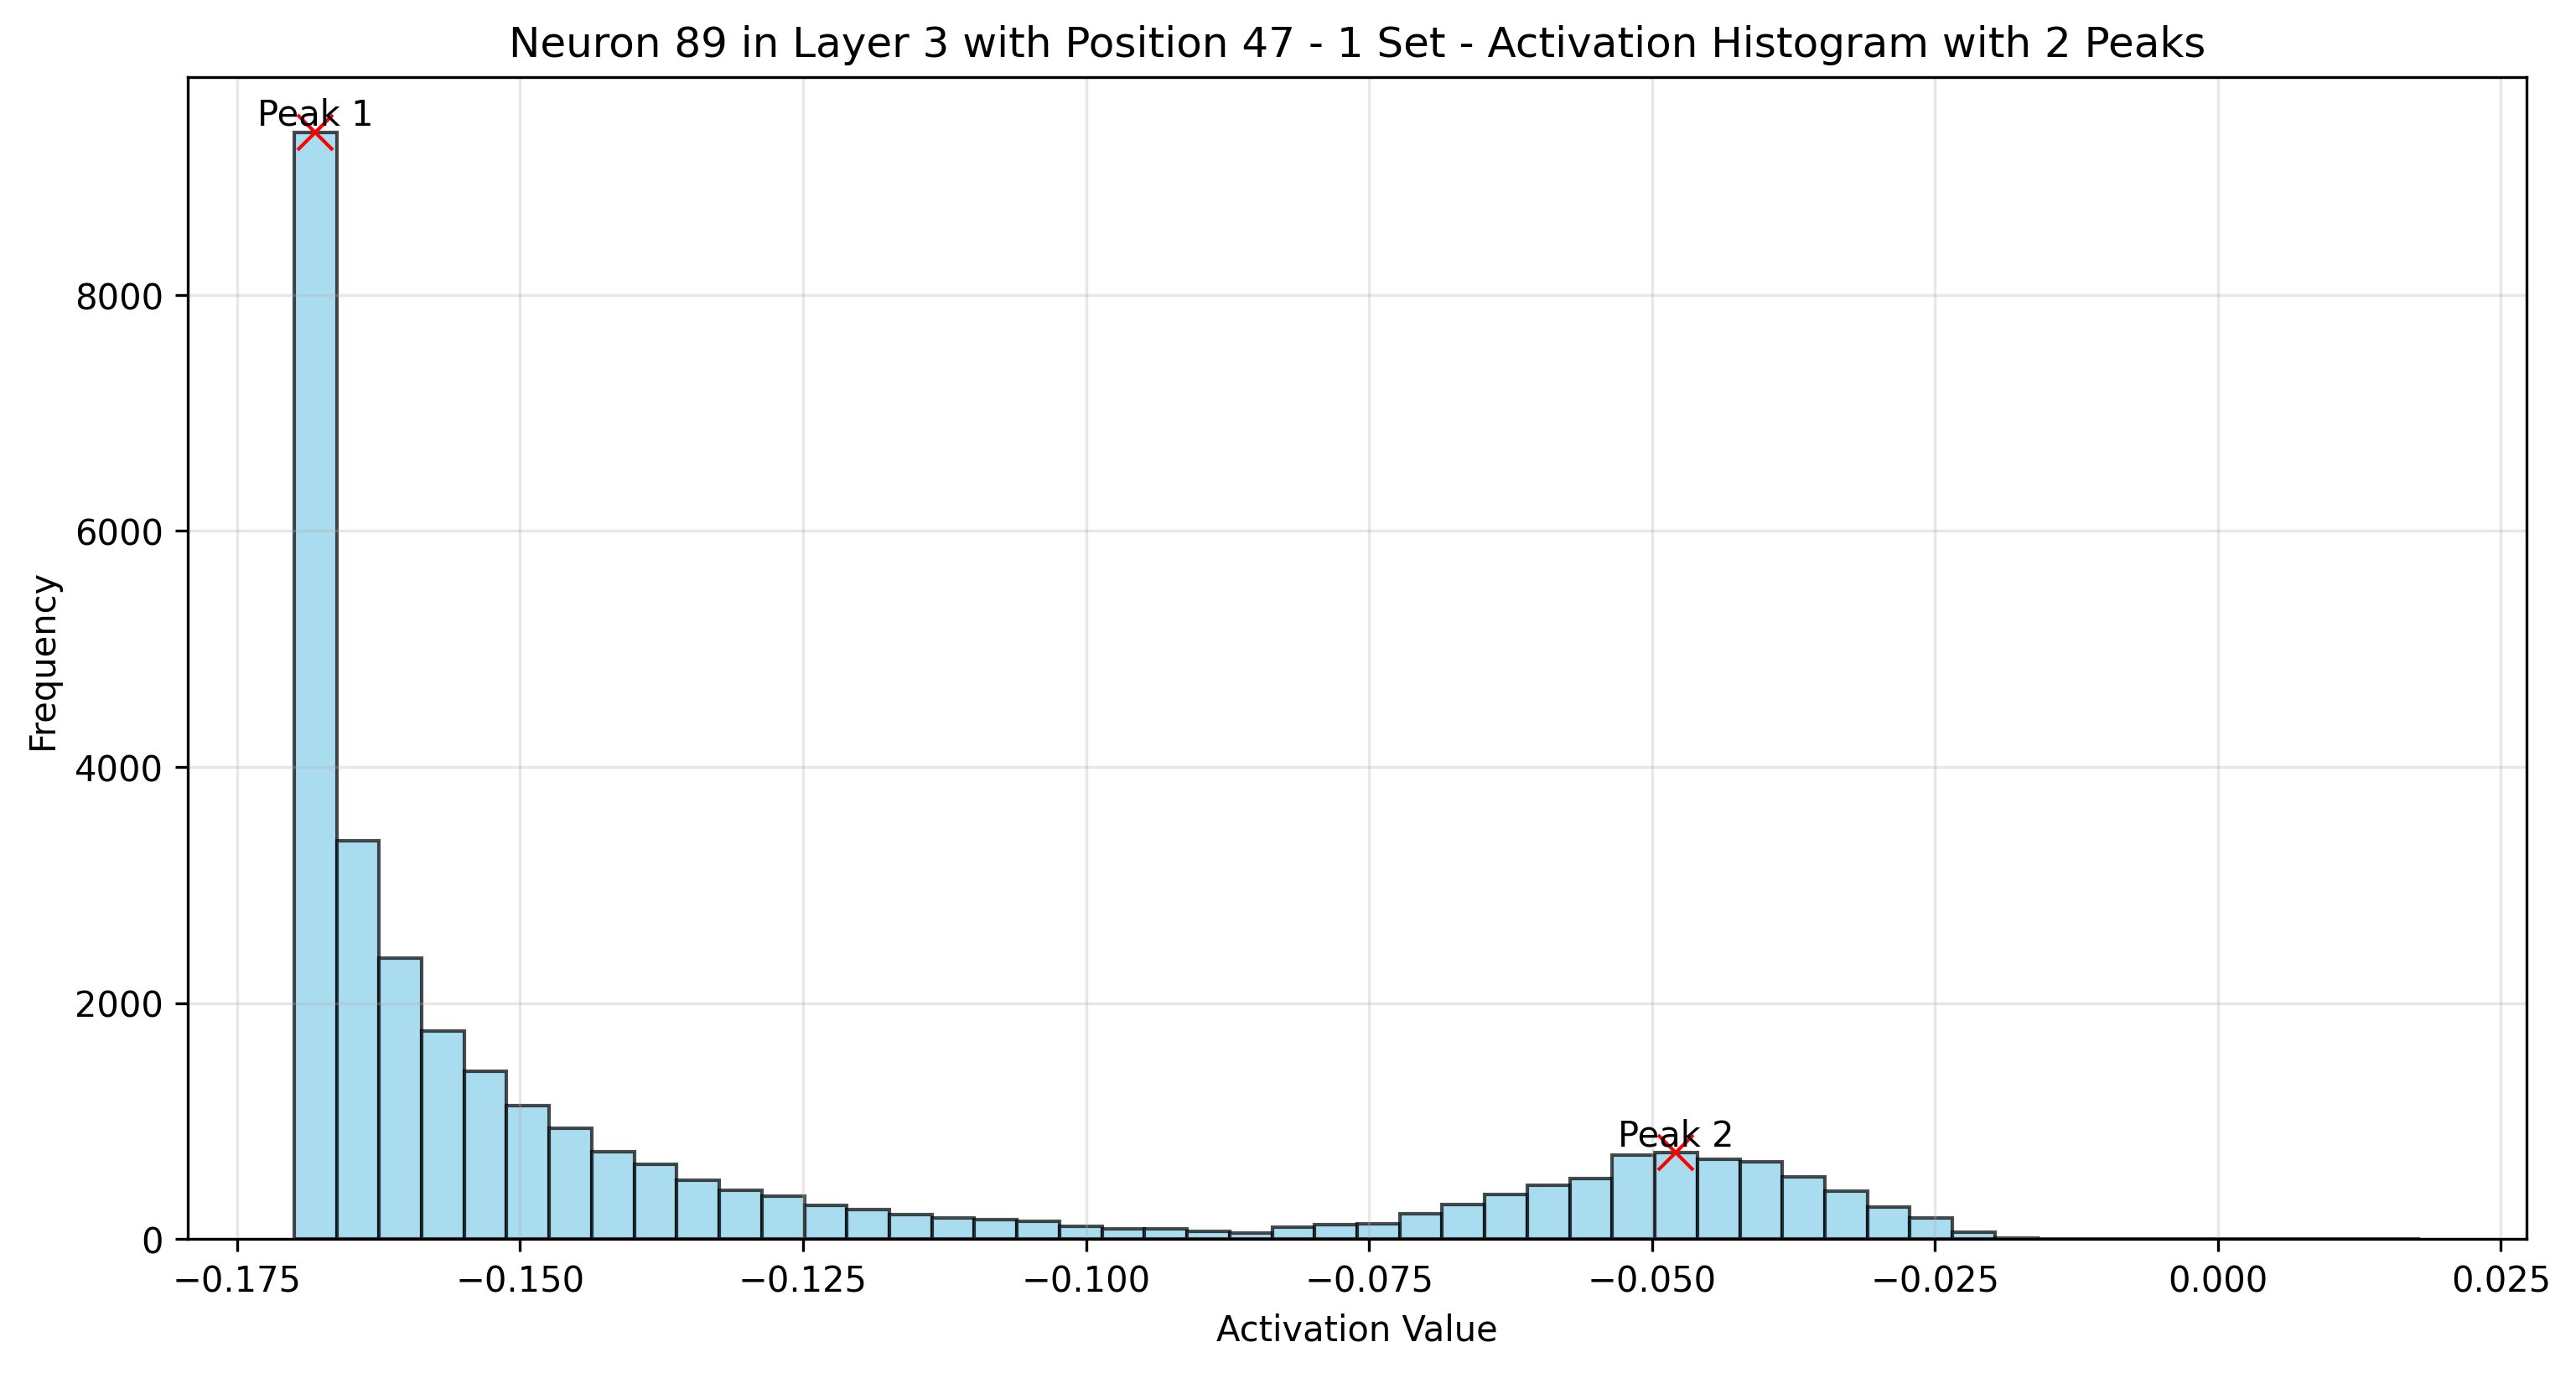 Neuron 89 in Layer 3 with Position 47 - 1 Set - Activation Histogram with 2 Peaks
Peak 1
8000
6000
Frequency
4000
2000
Peak 2
0
−0.175 −0.150 −0.125 −0.100 −0.075 −0.050 −0.025 0.000 0.025
Activation Value